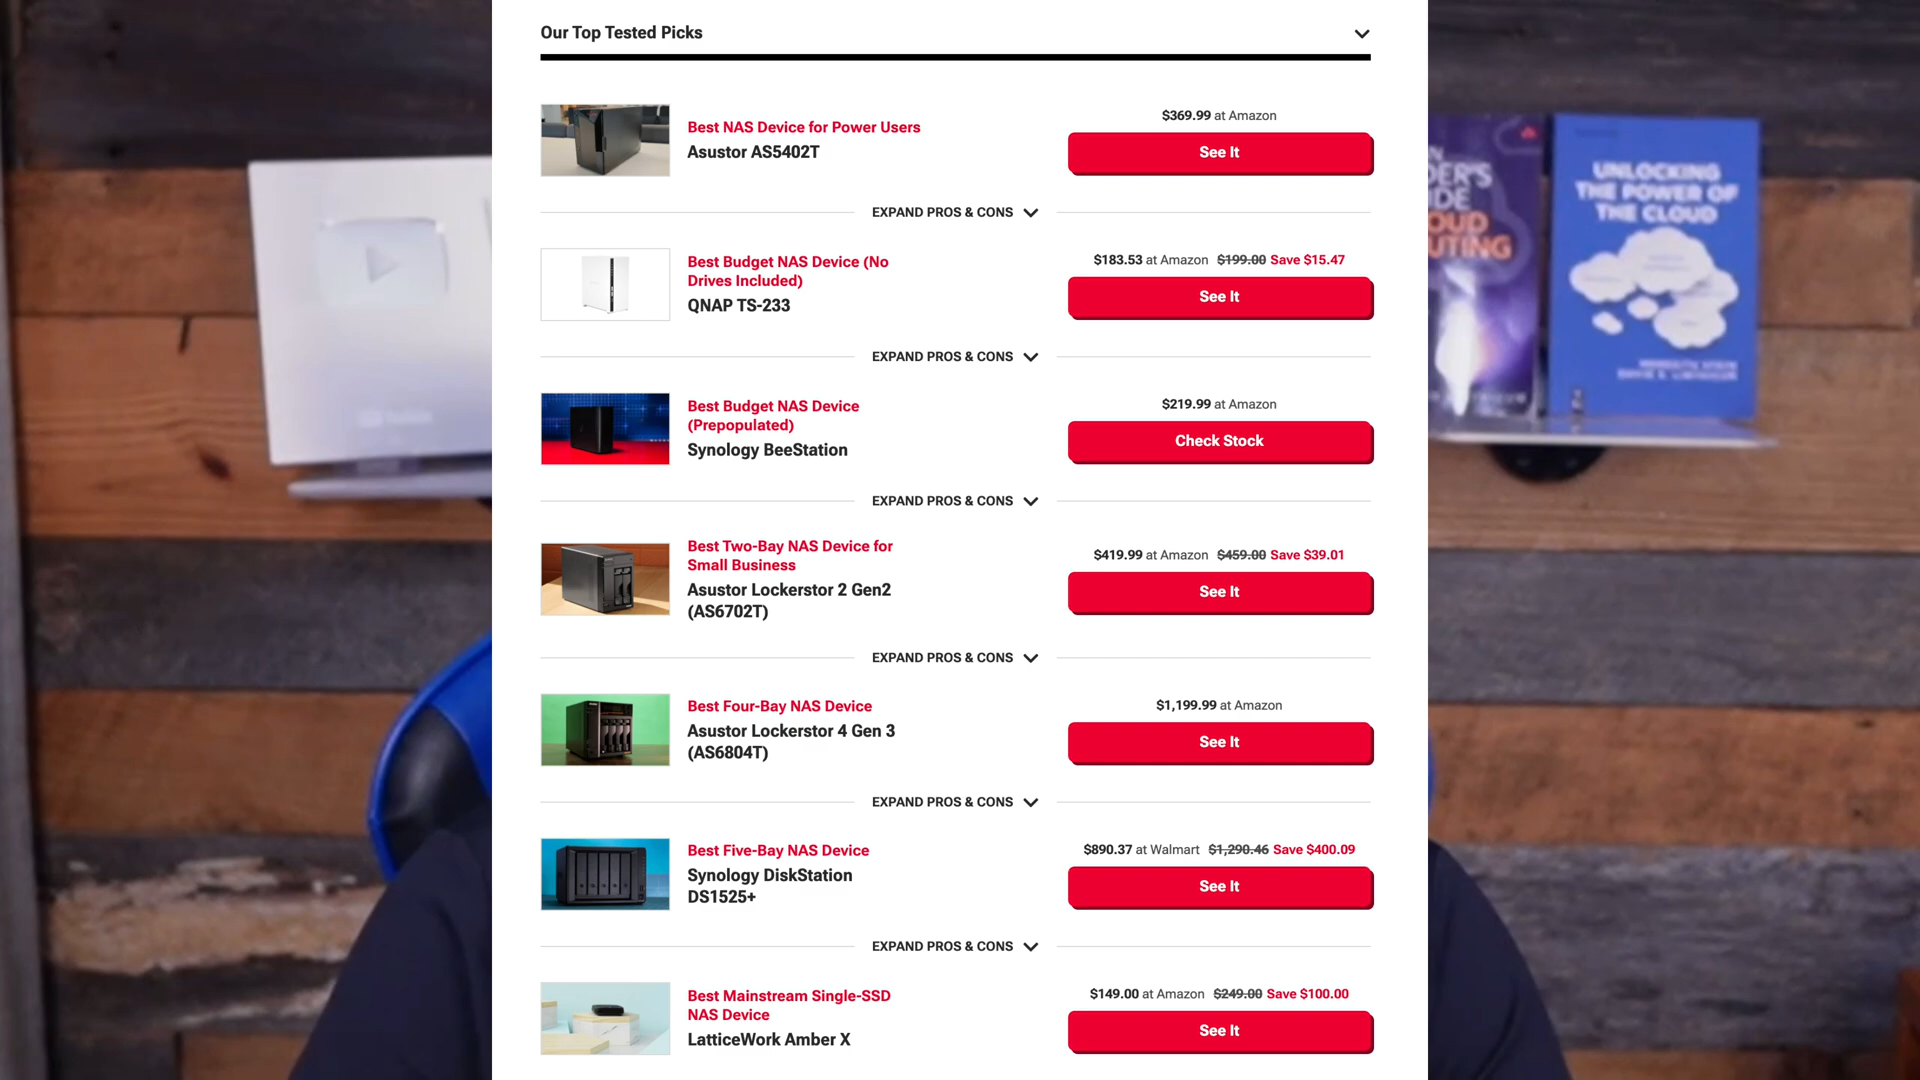 Our Top Tested Picks
Best NAS Device for Power Users
Asustor AS5402T
$369.99 at Amazon
See It
EXPAND PROS & CONS
Best Budget NAS Device (No
Drives Included)
QNAP TS-233
$183.53 at Amazon $199.00 Save $15.47
See It
EXPAND PROS & CONS
Best Budget NAS Device
(Prepopulated)
Synology BeeStation
$219.99 at Amazon
Check Stock
EXPAND PROS & CONS
Best Two-Bay NAS Device for
Small Business
Asustor Lockerstor 2 Gen2
(AS6702T)
$419.99 at Amazon $459.00 Save $39.01
See It
EXPAND PROS & CONS
Best Four-Bay NAS Device
Asustor Lockerstor 4 Gen 3
(AS6804T)
$1,199.99 at Amazon
See It
EXPAND PROS & CONS
Best Five-Bay NAS Device
Synology DiskStation
DS1525+
$890.37 at Walmart $1,290.46 Save $400.09
See It
EXPAND PROS & CONS
Best Mainstream Single-SSD
NAS Device
LatticeWork Amber X
$149.00 at Amazon $249.00 Save $100.00
See It
N
DER'S
IDE
OUD
UTING
UNLOCKING
THE POWER OF
THE CLOUD